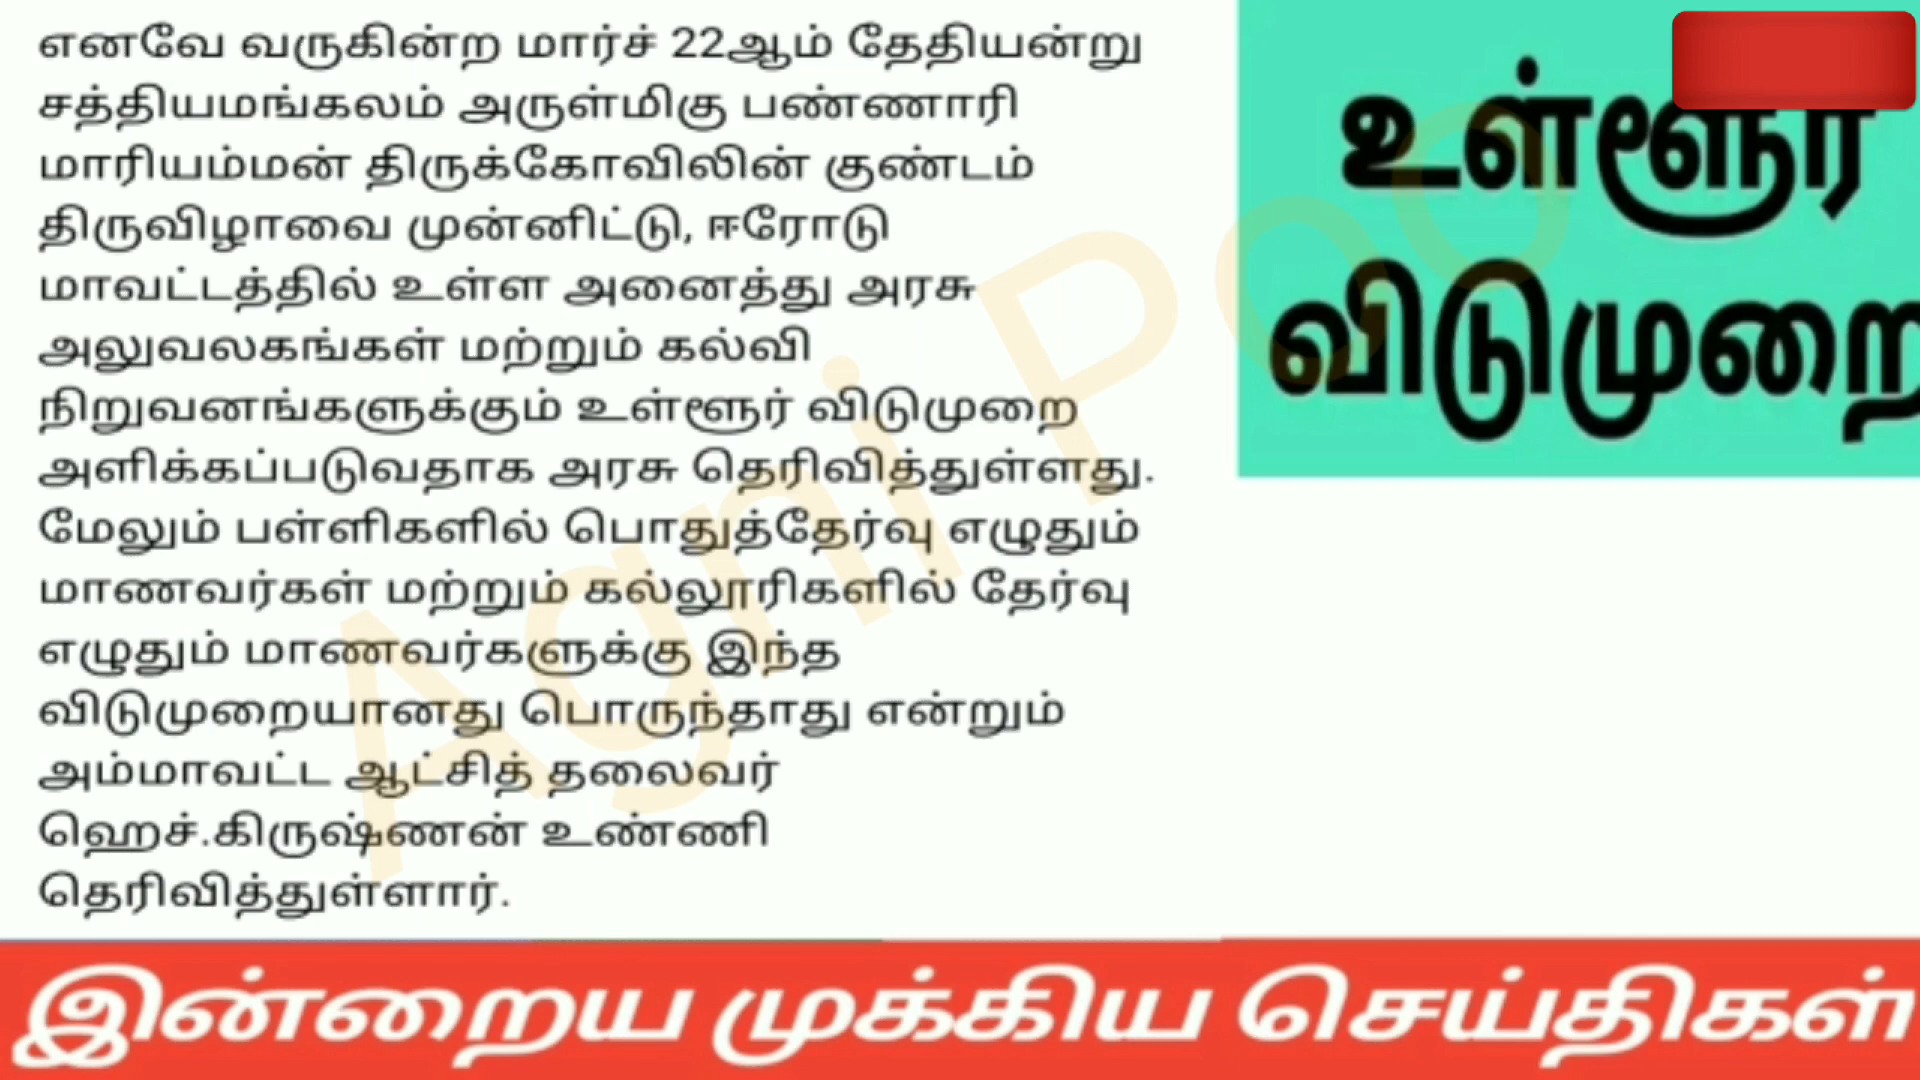 எனவே வருகின்ற மார்ச் 22ஆம் தேதியன்று
சத்தியமங்கலம் அருள்மிகு பண்ணாரி
மாரியம்மன் திருக்கோவிலின் குண்டம்
திருவிழாவை முன்னிட்டு, ஈரோடு
மாவட்டத்தில் உள்ள அனைத்து அரசு
அலுவலகங்கள் மற்றும் கல்வி
நிறுவனங்களுக்கும் உள்ளூர் விடுமுறை
அளிக்கப்படுவதாக அரசு தெரிவித்துள்ளது.
மேலும் பள்ளிகளில் பொதுத்தேர்வு எழுதும்
மாணவர்கள் மற்றும் கல்லூரிகளில் தேர்வு
எழுதும் மாணவர்களுக்கு இந்த
விடுமுறையானது பொருந்தாது என்றும்
அம்மாவட்ட ஆட்சித் தலைவர்
ஹெச்.கிருஷ்ணன் உண்ணி
தெரிவித்துள்ளார்.
உள்ளூர்
விடுமுறை
Agni Poo
இன்றைய முக்கிய செய்திகள்